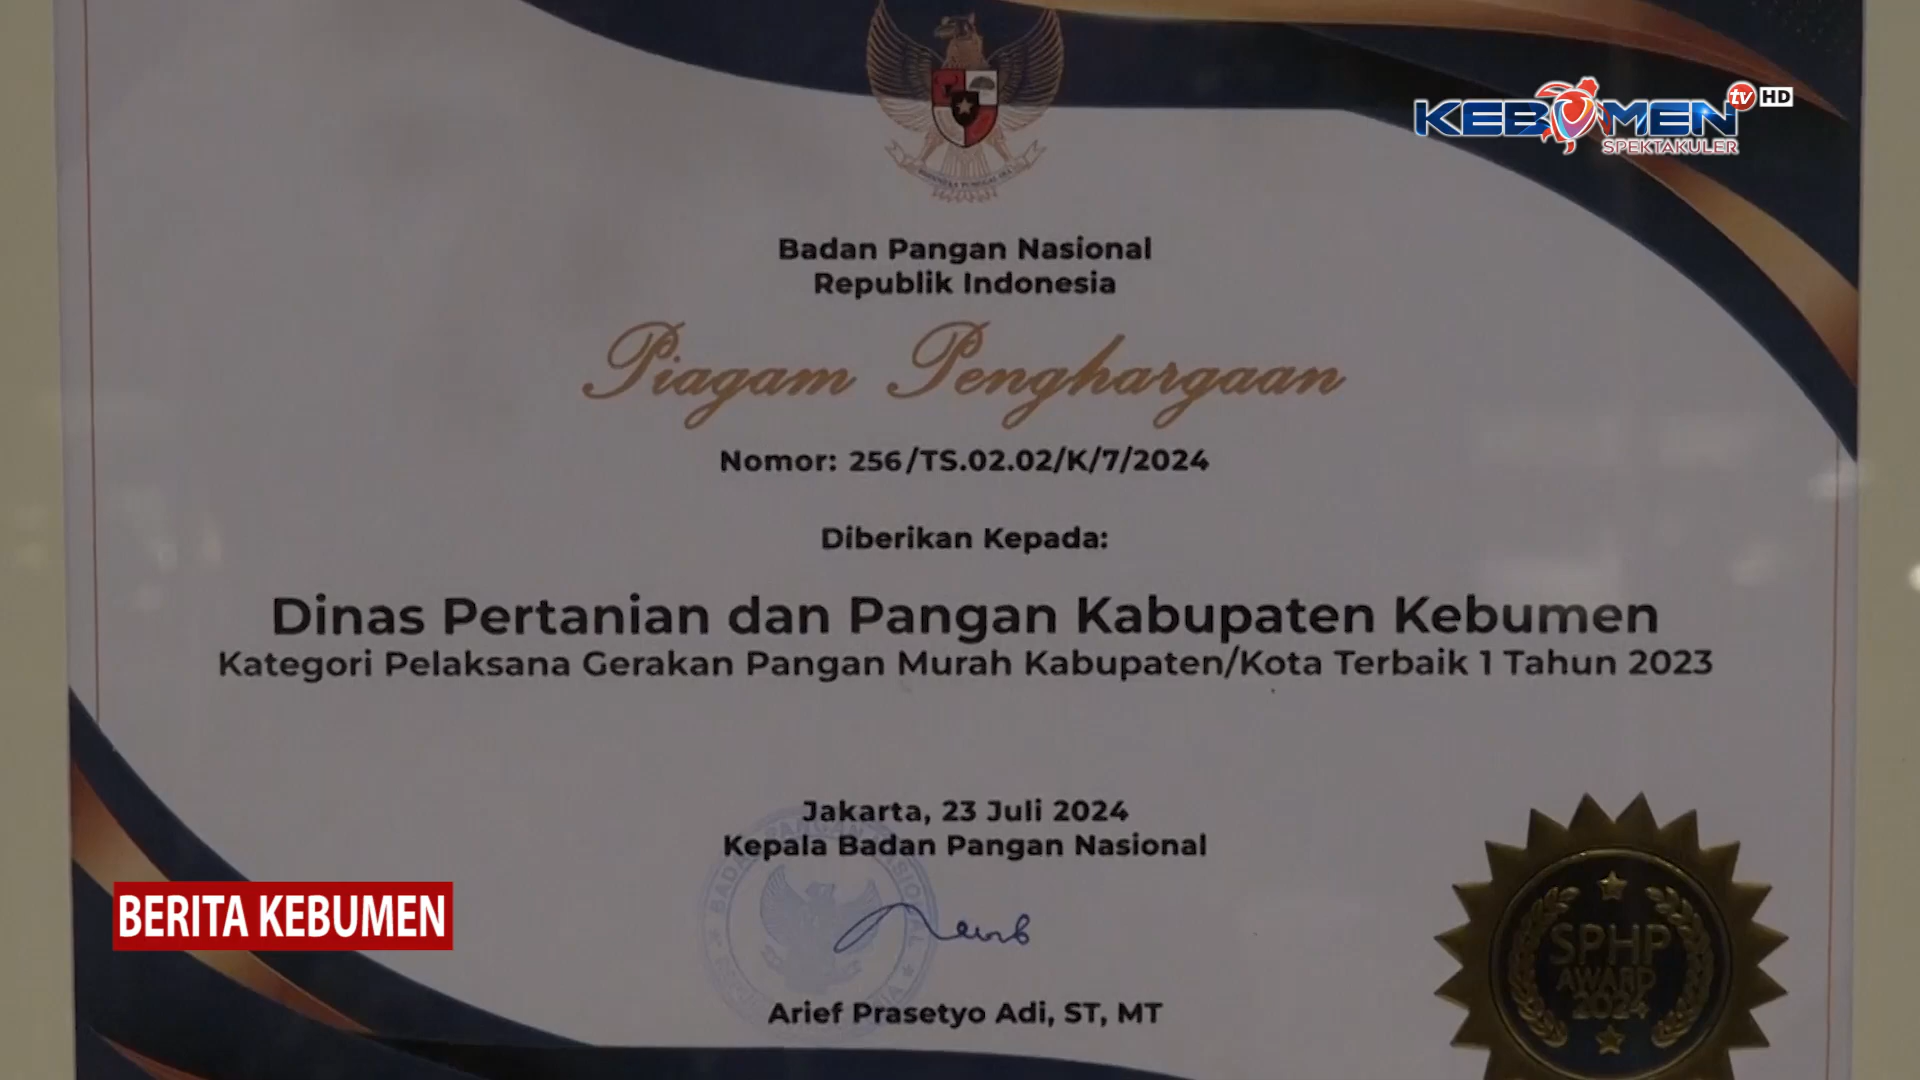 KEBUMEN tv HD
SPEKTAKULER
Badan Pangan Nasional
Republik Indonesia
Piagam Penghargaan
Nomor: 256/TS.02.02/K/7/2024
Diberikan Kepada:
Dinas Pertanian dan Pangan Kabupaten Kebumen
Kategori Pelaksana Gerakan Pangan Murah Kabupaten/Kota Terbaik 1 Tahun 2023
Jakarta, 23 Juli 2024
Kepala Badan Pangan Nasional
BERITA KEBUMEN
Arief Prasetyo Adi, ST, MT
SPHP
AWARD
2024